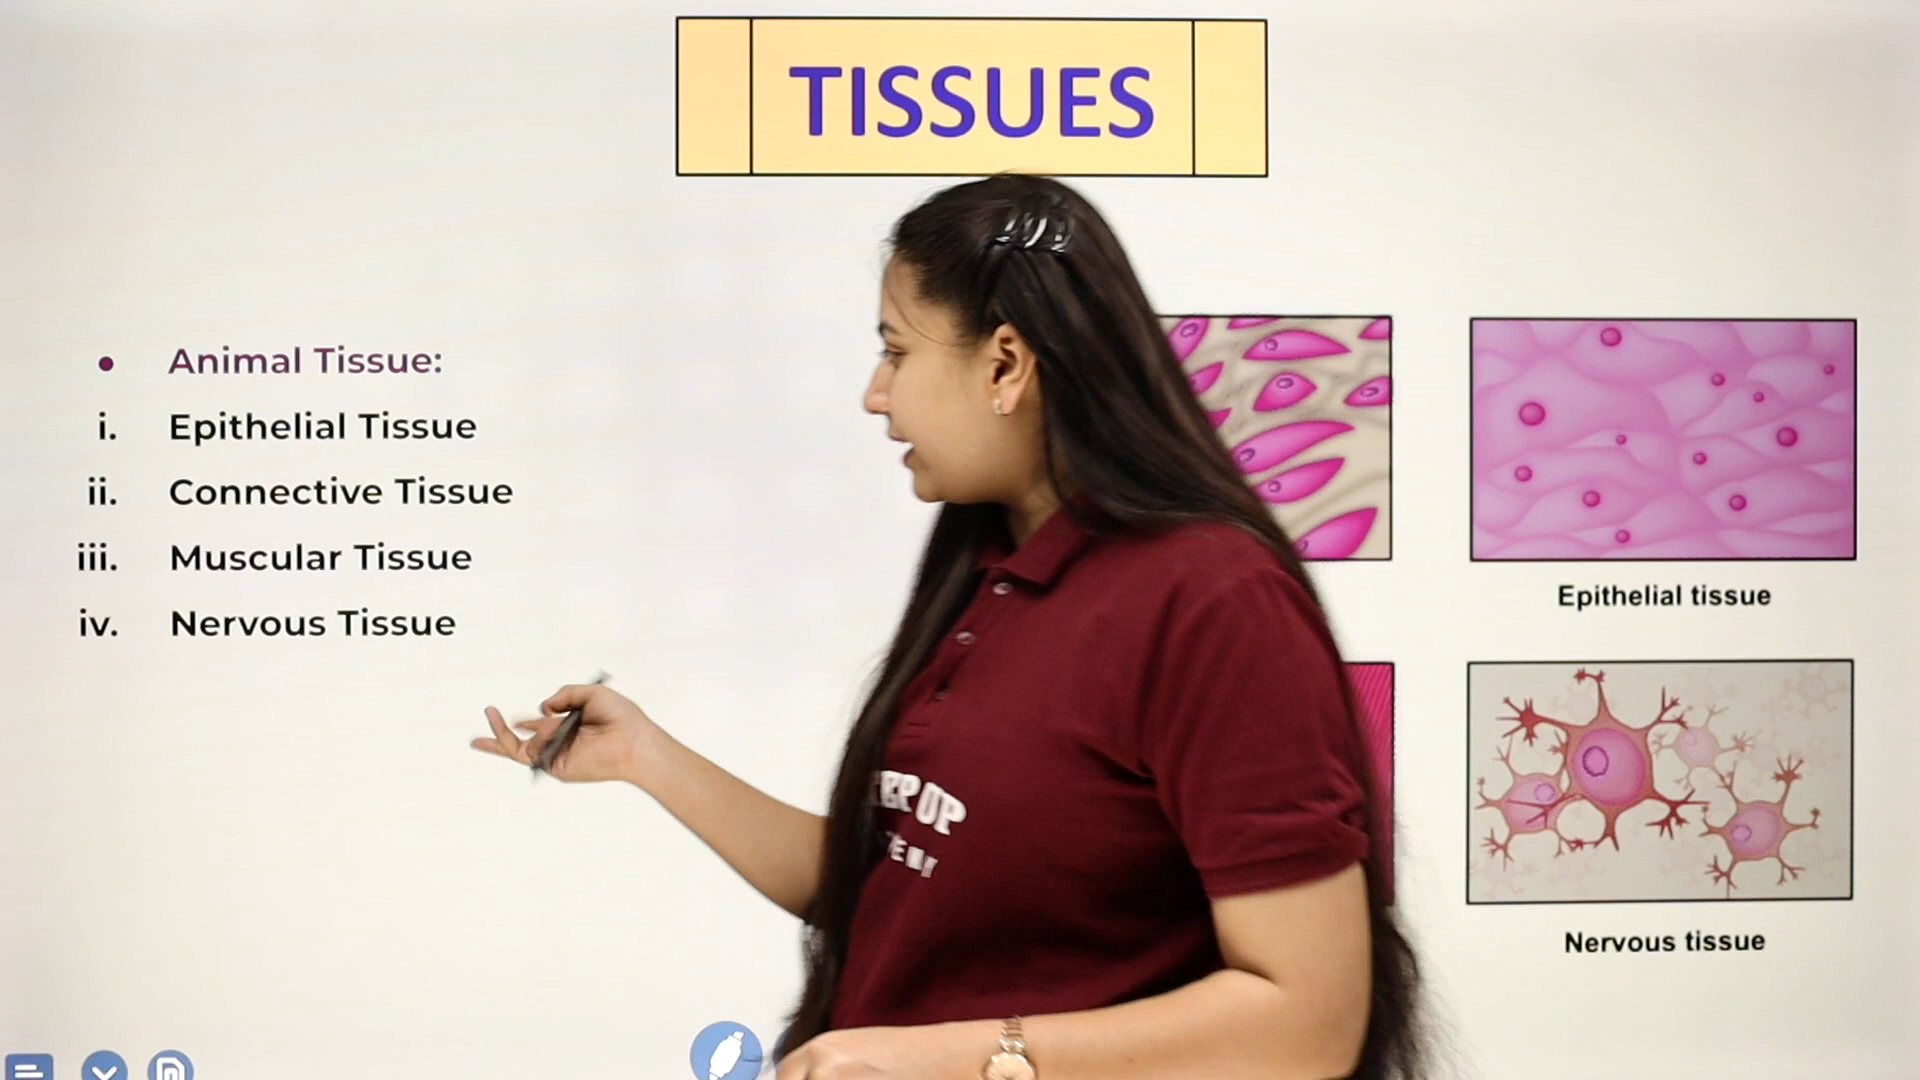 TISSUES
• Animal Tissue:
i. Epithelial Tissue
ii. Connective Tissue
iii. Muscular Tissue
iv. Nervous Tissue
Epithelial tissue
Nervous tissue